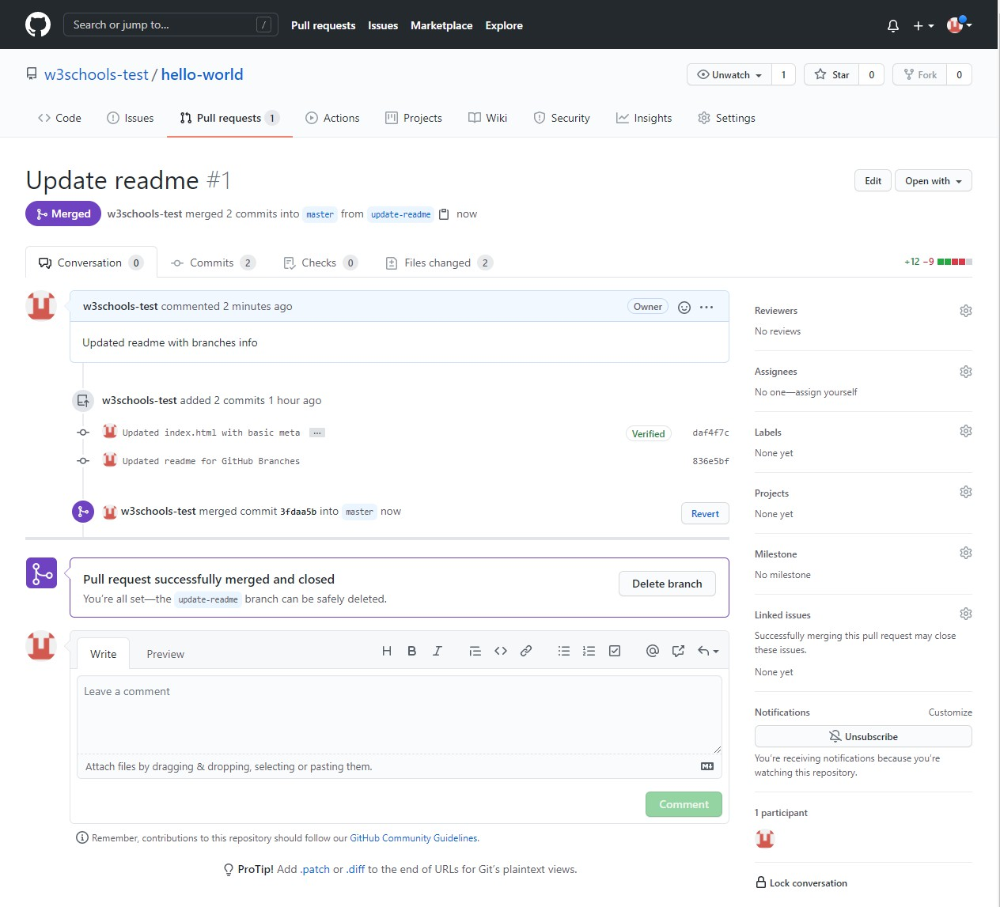 Search or jump to... /
Pull requests Issues Marketplace Explore
w3schools-test / hello-world
Unwatch 1 Star 0 Fork 0
Code Issues Pull requests 1 Actions Projects Wiki Security Insights Settings
Update readme #1
Edit Open with
Merged w3schools-test merged 2 commits into master from update-readme now
Conversation 0 Commits 2 Checks 0 Files changed 2
+12 −9
w3schools-test commented 2 minutes ago Owner ...
Updated readme with branches info
w3schools-test added 2 commits 1 hour ago
Updated index.html with basic meta ... Verified daf4f7c
Updated readme for GitHub Branches 836e5bf
w3schools-test merged commit 3fdaa5b into master now Revert
Pull request successfully merged and closed
You’re all set—the update-readme branch can be safely deleted.
Delete branch
Write Preview
H B I
Leave a comment
Attach files by dragging & dropping, selecting or pasting them.
Comment
Remember, contributions to this repository should follow our GitHub Community Guidelines.
ProTip! Add .patch or .diff to the end of URLs for Git’s plaintext views.
Reviewers
No reviews
Assignees
No one—assign yourself
Labels
None yet
Projects
None yet
Milestone
No milestone
Linked issues
Successfully merging this pull request may close
these issues.
None yet
Notifications Customize
Unsubscribe
You’re receiving notifications because you’re
watching this repository.
1 participant
Lock conversation